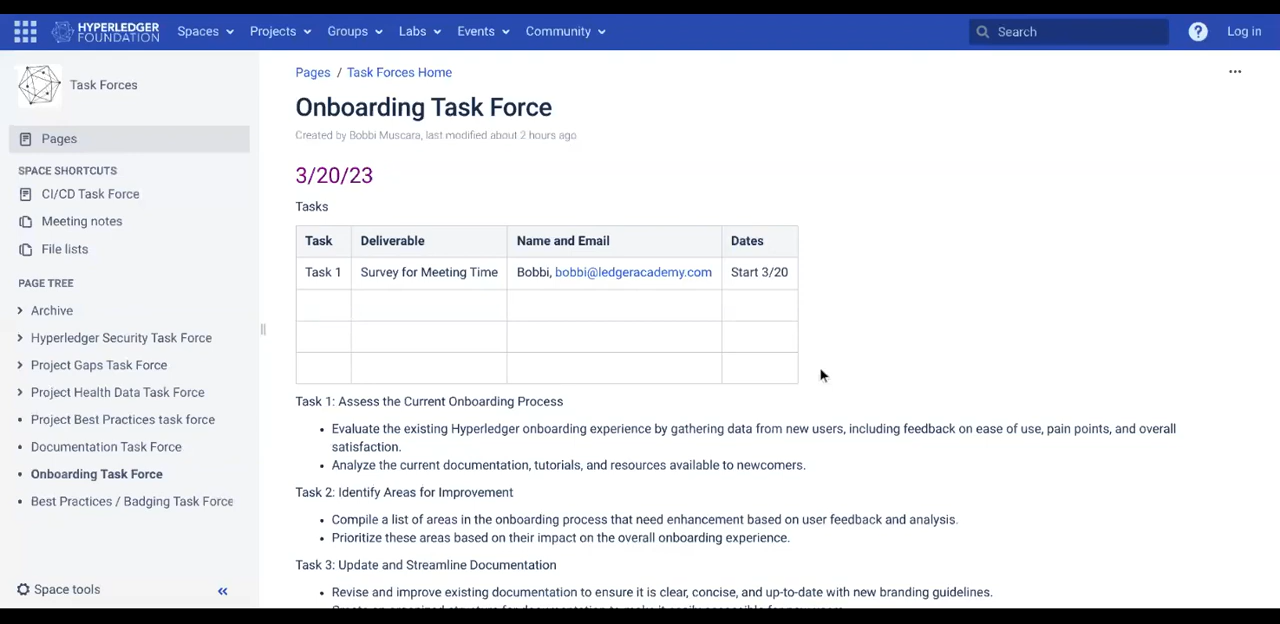 HYPERLEDGER
FOUNDATION
Spaces Projects Groups Labs Events Community Search ? Log in
Task Forces
Pages
SPACE SHORTCUTS
CI/CD Task Force
Meeting notes
File lists
PAGE TREE
Archive
Hyperledger Security Task Force
Project Gaps Task Force
Project Health Data Task Force
Project Best Practices task force
Documentation Task Force
Onboarding Task Force
Best Practices / Badging Task Force
Space tools
Pages / Task Forces Home
Onboarding Task Force
Created by Bobbi Muscara, last modified about 2 hours ago
3/20/23
Tasks
Task Deliverable Name and Email Dates
Task 1 Survey for Meeting Time Bobbi, bobbi@ledgeracademy.com Start 3/20
Task 1: Assess the Current Onboarding Process
Evaluate the existing Hyperledger onboarding experience by gathering data from new users, including feedback on ease of use, pain points, and overall
satisfaction.
Analyze the current documentation, tutorials, and resources available to newcomers.
Task 2: Identify Areas for Improvement
Compile a list of areas in the onboarding process that need enhancement based on user feedback and analysis.
Prioritize these areas based on their impact on the overall onboarding experience.
Task 3: Update and Streamline Documentation
Revise and improve existing documentation to ensure it is clear, concise, and up-to-date with new branding guidelines.